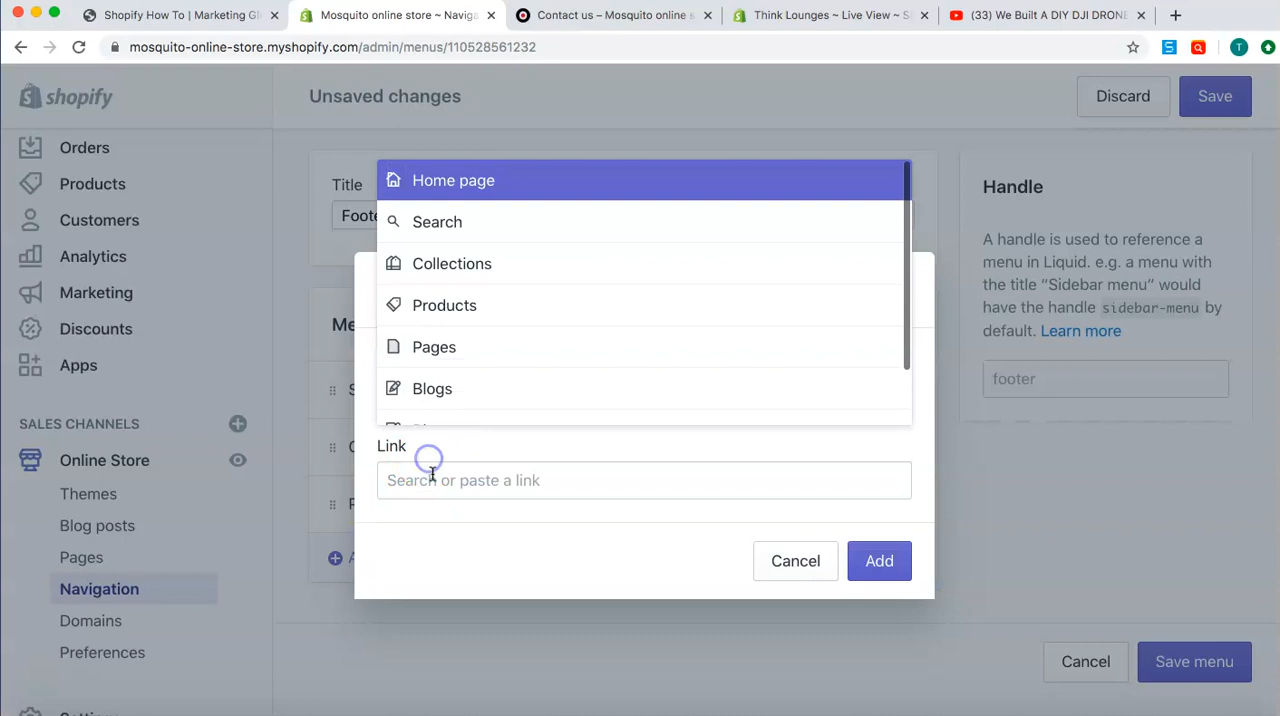 Shopify How To | Marketing Gl
Mosquito online store ~ Naviga
Contact us – Mosquito online s
Think Lounges ~ Live View ~ S
(33) We Built A DIY DJI DRONE
mosquito-online-store.myshopify.com/admin/menus/110528561232
T
shopify
Unsaved changes
Discard
Save
Orders
Products
Customers
Analytics
Marketing
Discounts
Apps
SALES CHANNELS
Online Store
Themes
Blog posts
Pages
Navigation
Domains
Preferences
Title
Foote
Me
S
Home page
Search
Collections
Products
Pages
Blogs
Link
Search or paste a link
Cancel
Add
Handle
A handle is used to reference a
menu in Liquid. e.g. a menu with
the title “Sidebar menu” would
have the handle sidebar-menu by
default. Learn more
footer
Cancel
Save menu